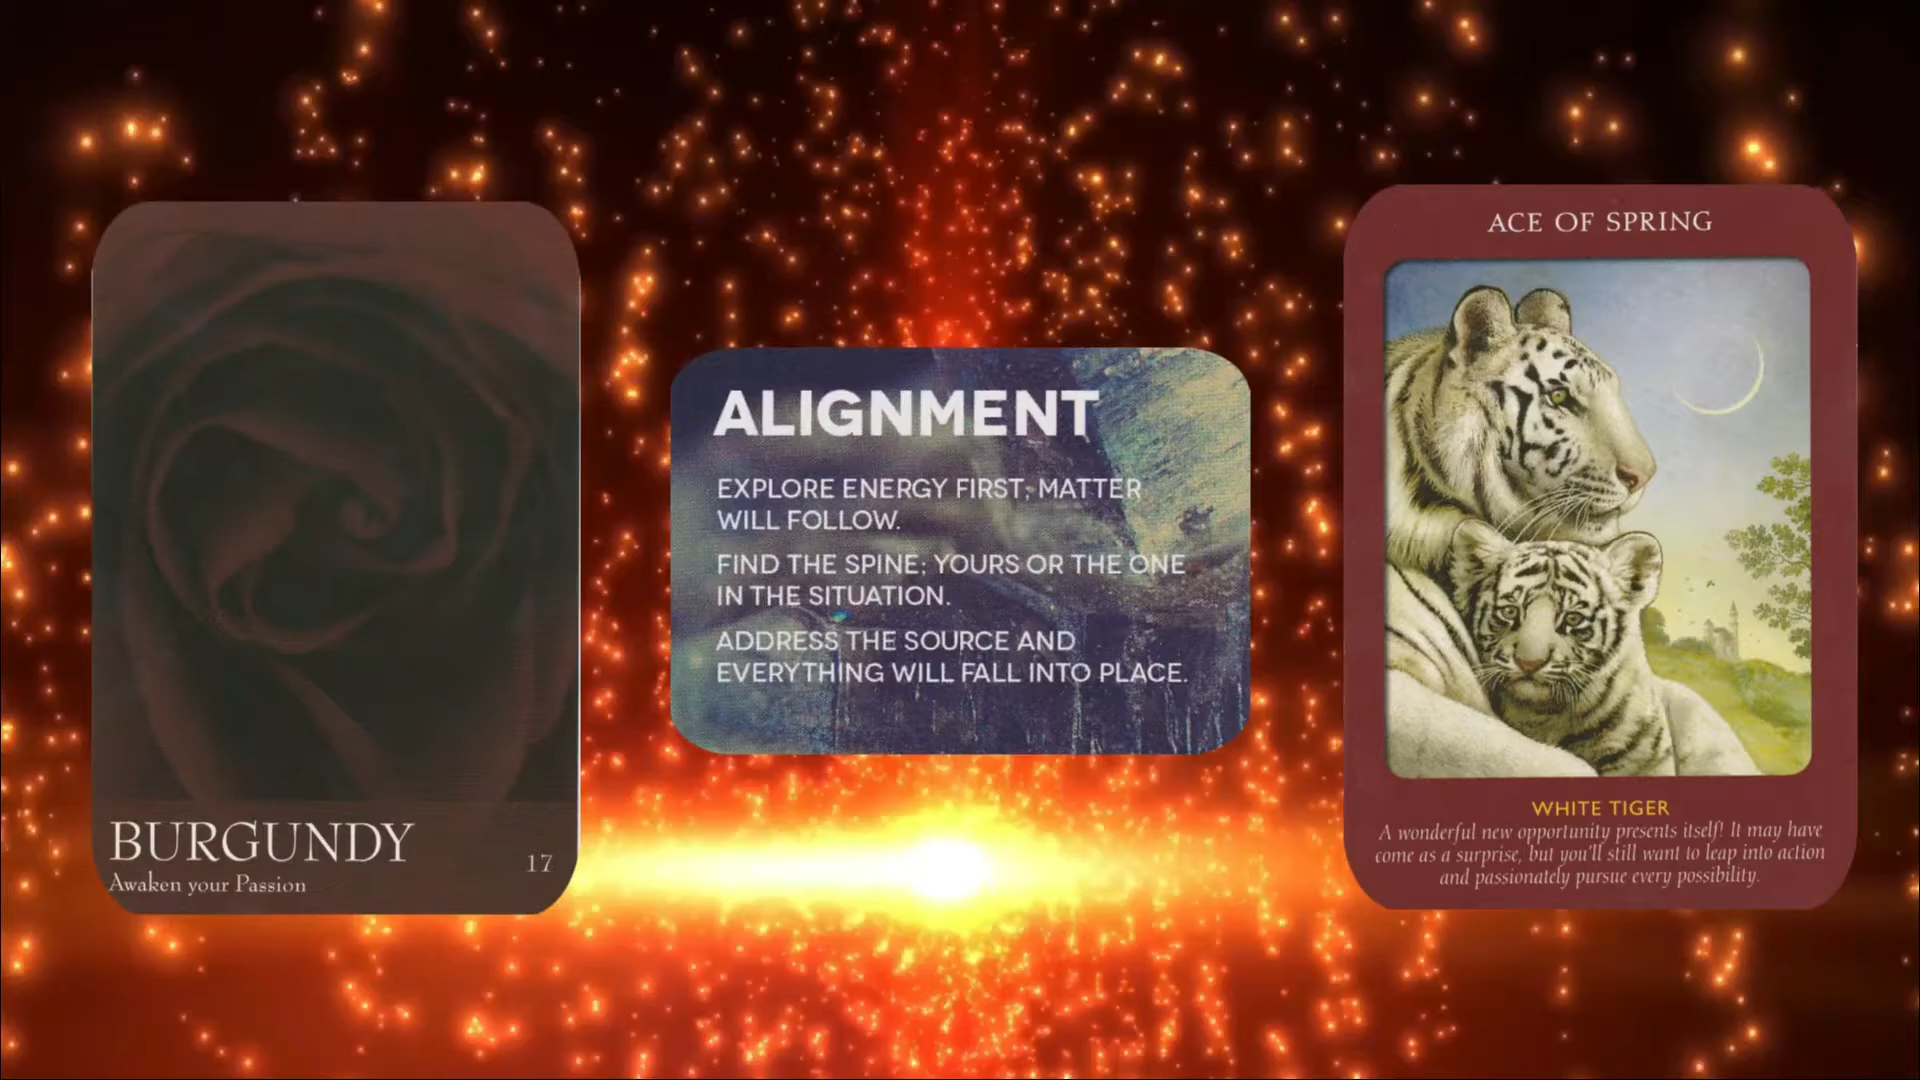 BURGUNDY
Awaken your Passion
17
ALIGNMENT
EXPLORE ENERGY FIRST; MATTER
WILL FOLLOW.
FIND THE SPINE; YOURS OR THE ONE
IN THE SITUATION.
ADDRESS THE SOURCE AND
EVERYTHING WILL FALL INTO PLACE.
ACE OF SPRING
WHITE TIGER
A wonderful new opportunity presents itself! It may have
come as a surprise, but you'll still want to leap into action
and passionately pursue every possibility.